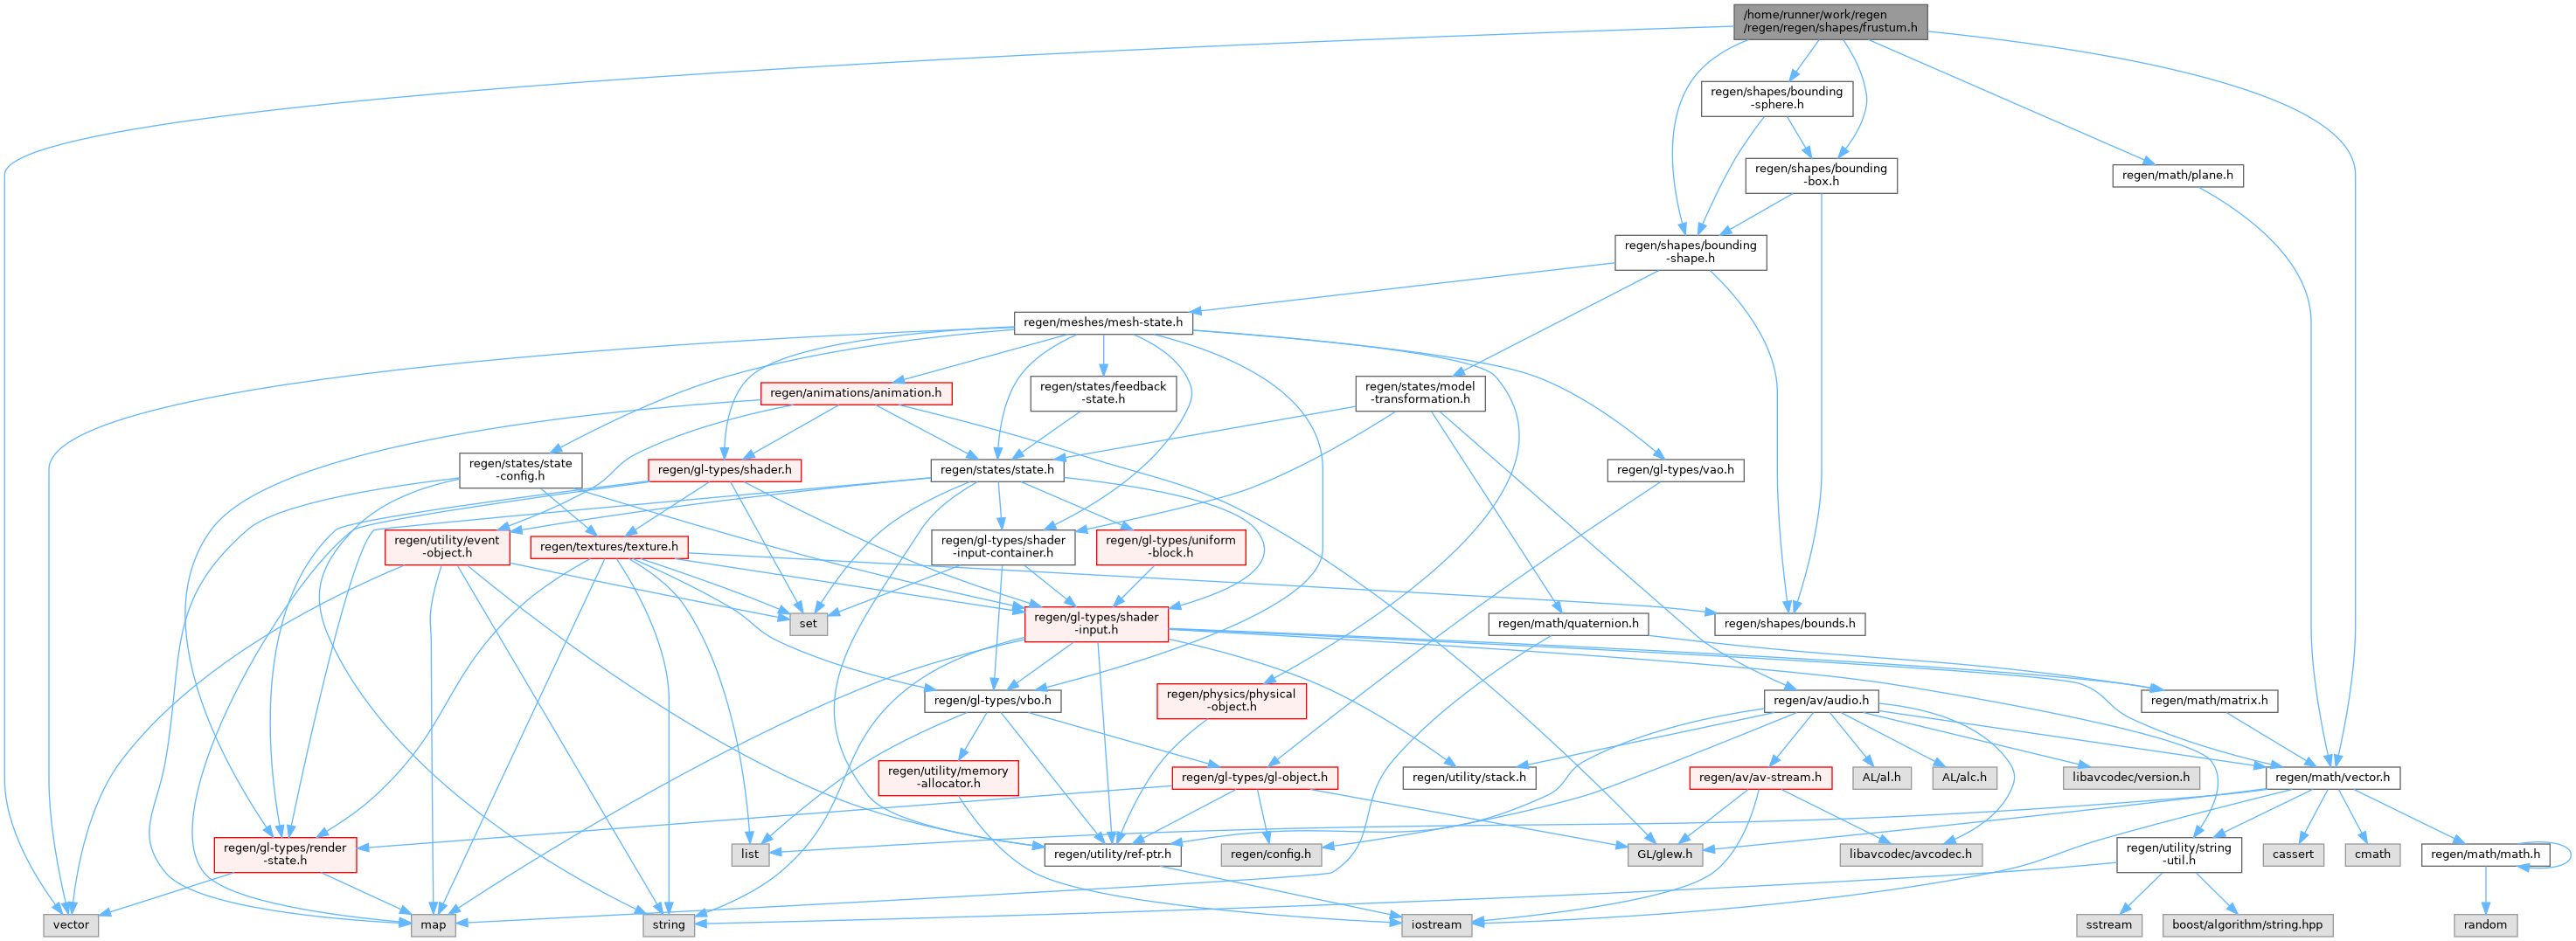 /home/runner/work/regen
/regen/regen/shapes/frustum.h
regen/shapes/bounding
-sphere.h
regen/shapes/bounding
-box.h
regen/math/plane.h
regen/shapes/bounding
-shape.h
regen/meshes/mesh-state.h
regen/animations/animation.h
regen/states/feedback
-state.h
regen/states/model
-transformation.h
regen/states/state
-config.h
regen/gl-types/shader.h
regen/states/state.h
regen/gl-types/vao.h
regen/utility/event
-object.h
regen/textures/texture.h
regen/gl-types/shader
-input-container.h
regen/gl-types/uniform
-block.h
set
regen/gl-types/shader
-input.h
regen/math/quaternion.h
regen/shapes/bounds.h
regen/gl-types/vbo.h
regen/physics/physical
-object.h
regen/av/audio.h
regen/math/matrix.h
regen/utility/memory
-allocator.h
regen/gl-types/gl-object.h
regen/utility/stack.h
regen/av/av-stream.h
AL/al.h
AL/alc.h
libavcodec/version.h
regen/math/vector.h
regen/gl-types/render
-state.h
list
regen/utility/ref-ptr.h
regen/config.h
GL/glew.h
libavcodec/avcodec.h
regen/utility/string
-util.h
cassert
cmath
regen/math/math.h
vector
map
string
iostream
sstream
boost/algorithm/string.hpp
random